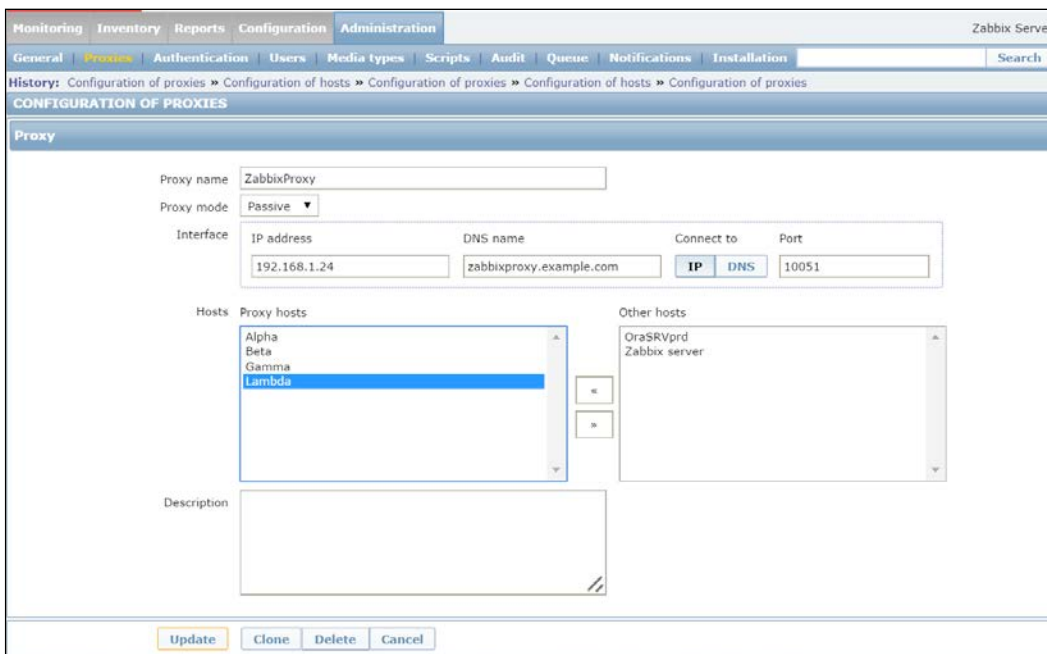 Monitoring Inventory Reports Configuration Administration Zabbix Serve
General | Proxies | Authentication | Users | Media types | Scripts | Audit | Queue | Notifications | Installation Search
History: Configuration of proxies » Configuration of hosts » Configuration of proxies » Configuration of hosts » Configuration of proxies
CONFIGURATION OF PROXIES
Proxy
Proxy name ZabbixProxy
Proxy mode Passive ▼
Interface IP address DNS name Connect to Port
192.168.1.24 zabbixproxy.example.com IP DNS 10051
Hosts Proxy hosts Other hosts
Alpha OraSRVprd
Beta Zabbix server
Gamma
Lambda
«
»
Description
Update Clone Delete Cancel